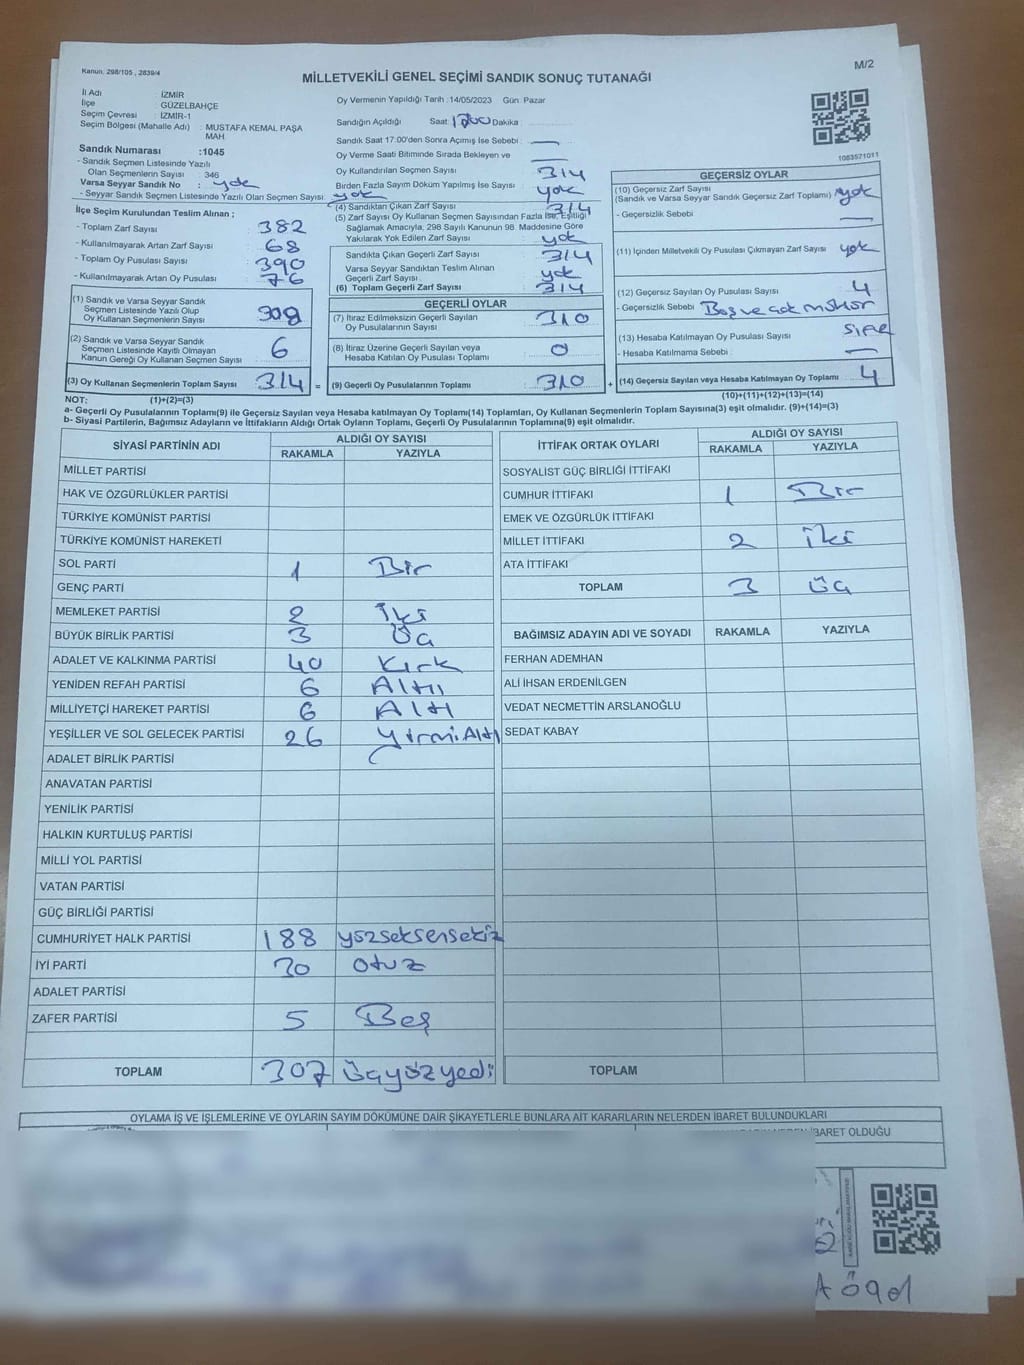 Kanun. 298/105 , 2839/4
M/2
MİLLETVEKİLİ GENEL SEÇİMİ SANDIK SONUÇ TUTANAĞI
İl Adı : İZMİR
İlçe : GÜZELBAHÇE
Seçim Çevresi : İZMİR-1
Seçim Bölgesi (Mahalle Adı) : MUSTAFA KEMAL PAŞA MAH
Sandık Numarası :1045
- Sandık Seçmen Listesinde Yazılı
Olan Seçmenlerin Sayısı : 346
Varsa Seyyar Sandık No : yok
- Seyyar Sandık Seçmen Listesinde Yazılı Olan Seçmen Sayısı: yok
Oy Vermenin Yapıldığı Tarih :14/05/2023 Gün: Pazar
Sandığın Açıldığı Saat: 1700 Dakika
Sandık Saat 17:00'den Sonra Açımış İse Sebebi : —
Oy Verme Saati Bitiminde Sırada Bekleyen ve —
Oy Kullandırılan Seçmen Sayısı 314
Birden Fazla Sayım Döküm Yapılmış İse Sayısı : yok
1083571011
İlçe Seçim Kurulundan Teslim Alınan ;
- Toplam Zarf Sayısı : 382
- Kullanılmayarak Artan Zarf Sayısı : 68
- Toplam Oy Pusulası Sayısı : 390
- Kullanılmayarak Artan Oy Pusulası : 76
(1) Sandık ve Varsa Seyyar Sandık
Seçmen Listesinde Yazılı Olup
Oy Kullanan Seçmenlerin Sayısı : 308
(2) Sandık ve Varsa Seyyar Sandık
Seçmen Listesinde Kayıtlı Olmayan
Kanun Gereği Oy Kullanan Seçmen Sayısı : 6
(3) Oy Kullanan Seçmenlerin Toplam Sayısı : 314 =
(4) Sandıktan Çıkan Zarf Sayısı : 314
(5) Zarf Sayısı Oy Kullanan Seçmen Sayısından Fazla İse, Eşitliği
Sağlamak Amacıyla, 298 Sayılı Kanunun 98. Maddesine Göre
Yakılarak Yok Edilen Zarf Sayısı : yok
Sandıkta Çıkan Geçerli Zarf Sayısı : 314
Varsa Seyyar Sandıktan Teslim Alınan
Geçerli Zarf Sayısı : yok
(6) Toplam Geçerli Zarf Sayısı : 314
GEÇERLİ OYLAR
(7) İtiraz Edilmeksizin Geçerli Sayılan
Oy Pusulalarının Sayısı : 310
(8) İtiraz Üzerine Geçerli Sayılan veya
Hesaba Katılan Oy Pusulası Toplamı : 0
(9) Geçerli Oy Pusulalarının Toplamı : 310 +
GEÇERSİZ OYLAR
(10) Geçersiz Zarf Sayısı
(Sandık ve Varsa Seyyar Sandık Geçersiz Zarf Toplamı) : yok
- Geçersizlik Sebebi : —
(11) İçinden Milletvekili Oy Pusulası Çıkmayan Zarf Sayısı : yok
(12) Geçersiz Sayılan Oy Pusulası Sayısı : 4
- Geçersizlik Sebebi : Boş ve çok mühür
(13) Hesaba Katılmayan Oy Pusulası Sayısı : sıfır
- Hesaba Katılmama Sebebi : —
(14) Geçersiz Sayılan veya Hesaba Katılmayan Oy Toplamı : 4
NOT: (1)+(2)=(3)
(10)+(11)+(12)+(13)=(14)
a- Geçerli Oy Pusulalarının Toplamı(9) ile Geçersiz Sayılan veya Hesaba katılmayan Oy Toplamı(14) Toplamları, Oy Kullanan Seçmenlerin Toplam Sayısına(3) eşit olmalıdır. (9)+(14)=(3)
b- Siyasi Partilerin, Bağımsız Adayların ve İttifakların Aldığı Oy Sayıları Toplamı, Geçerli Oy Pusulalarının Toplamına(9) eşit olmalıdır.
SİYASİ PARTİNİN ADI ALDIĞI OY SAYISI
RAKAMLA YAZIYLA
MİLLET PARTİSİ
HAK VE ÖZGÜRLÜKLER PARTİSİ
TÜRKİYE KOMÜNİST PARTİSİ
TÜRKİYE KOMÜNİST HAREKETİ
SOL PARTİ 1 Bir
GENÇ PARTİ
MEMLEKET PARTİSİ 2 İki
BÜYÜK BİRLİK PARTİSİ 3 Üç
ADALET VE KALKINMA PARTİSİ 40 Kırk
YENİDEN REFAH PARTİSİ 6 Altı
MİLLİYETÇİ HAREKET PARTİSİ 6 Altı
YEŞİLLER VE SOL GELECEK PARTİSİ 26 Yirmi Altı
ADALET BİRLİK PARTİSİ
ANAVATAN PARTİSİ
YENİLİK PARTİSİ
HALKIN KURTULUŞ PARTİSİ
MİLLİ YOL PARTİSİ
VATAN PARTİSİ
GÜÇ BİRLİĞİ PARTİSİ
CUMHURİYET HALK PARTİSİ 188 yüzseksensekiz
İYİ PARTİ 30 otuz
ADALET PARTİSİ
ZAFER PARTİSİ 5 Beş
TOPLAM 307 üçyüzyedi
İTTİFAK ORTAK OYLARI ALDIĞI OY SAYISI
RAKAMLA YAZIYLA
SOSYALIST GÜÇ BİRLİĞİ İTTİFAKI
CUMHUR İTTİFAKI 1 Bir
EMEK VE ÖZGÜRLÜK İTTİFAKI
MİLLET İTTİFAKI 2 İki
ATA İTTİFAKI
TOPLAM 3 Üç
BAĞIMSIZ ADAYIN ADI VE SOYADI RAKAMLA YAZIYLA
FERHAN ADEMHAN
ALİ İHSAN ERDENİLGEN
VEDAT NECMETTİN ARSLANOĞLU
SEDAT KABAY
TOPLAM
OYLAMA İŞ VE İŞLEMLERİNE VE OYLARIN SAYIM DÖKÜMÜNE DAİR ŞİKAYETLERLE BUNLARA AİT KARARLARIN NELERDEN İBARET BULUNDUKLARI
İBARET OLDUĞU